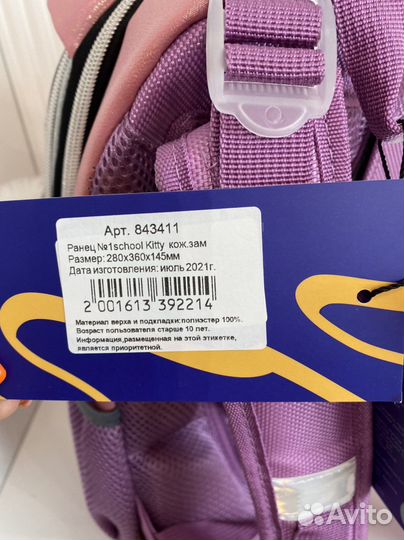 Арт. 843411
Ранец №1school Kitty кож.зам
Размер: 280х360х145мм
Дата изготовления: июль 2021г.
2 001613 392214
Материал верха и подкладки:полиэстер 100%.
Возраст пользователя старше 10 лет.
Информация,размещенная на этой этикетке,
является приоритетной.
Avito